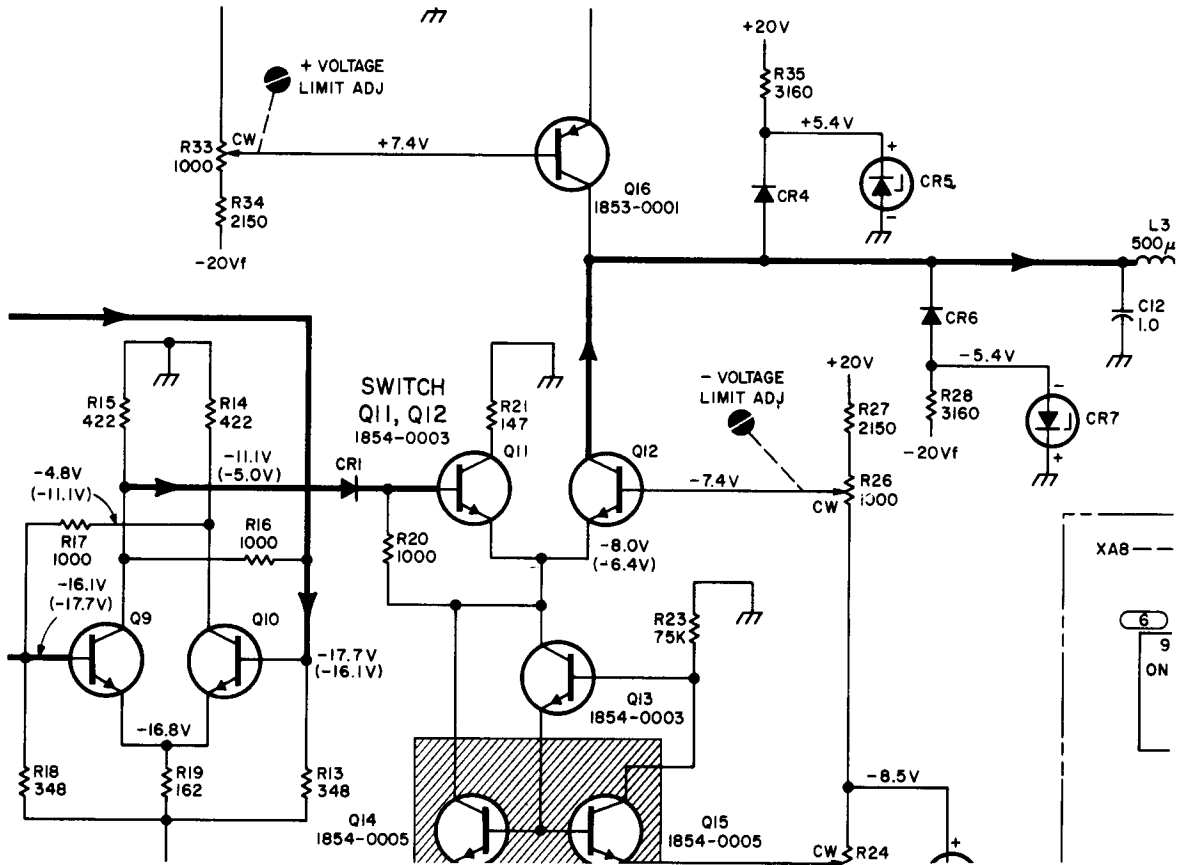 +20V
R35
3160
+ VOLTAGE
LIMIT ADJ
+5.4V
+
CR5
-
R33
1000
CW
+7.4V
Q16
1853-0001
CR4
R34
2150
-20Vf
L3
500µ
C12
1.0
CR6
-5.4V
-
R28
3160
CR7
-20Vf
+
SWITCH
Q11, Q12
1854-0003
R21
147
- VOLTAGE
LIMIT ADJ
+20V
R27
2150
R15
422
R14
422
Q11
Q12
-11.1V
(-5.0V)
CR1
-7.4V
CW
R26
1000
-4.8V
(-11.1V)
R17
1000
R16
1000
R20
1000
-8.0V
(-6.4V)
XA8
-16.1V
(-17.7V)
Q9
Q10
R23
75K
6
9
ON
-17.7V
(-16.1V)
Q13
1854-0003
-16.8V
R18
348
R19
162
R13
348
-8.5V
Q14
1854-0005
Q15
1854-0005
CW
R24
+